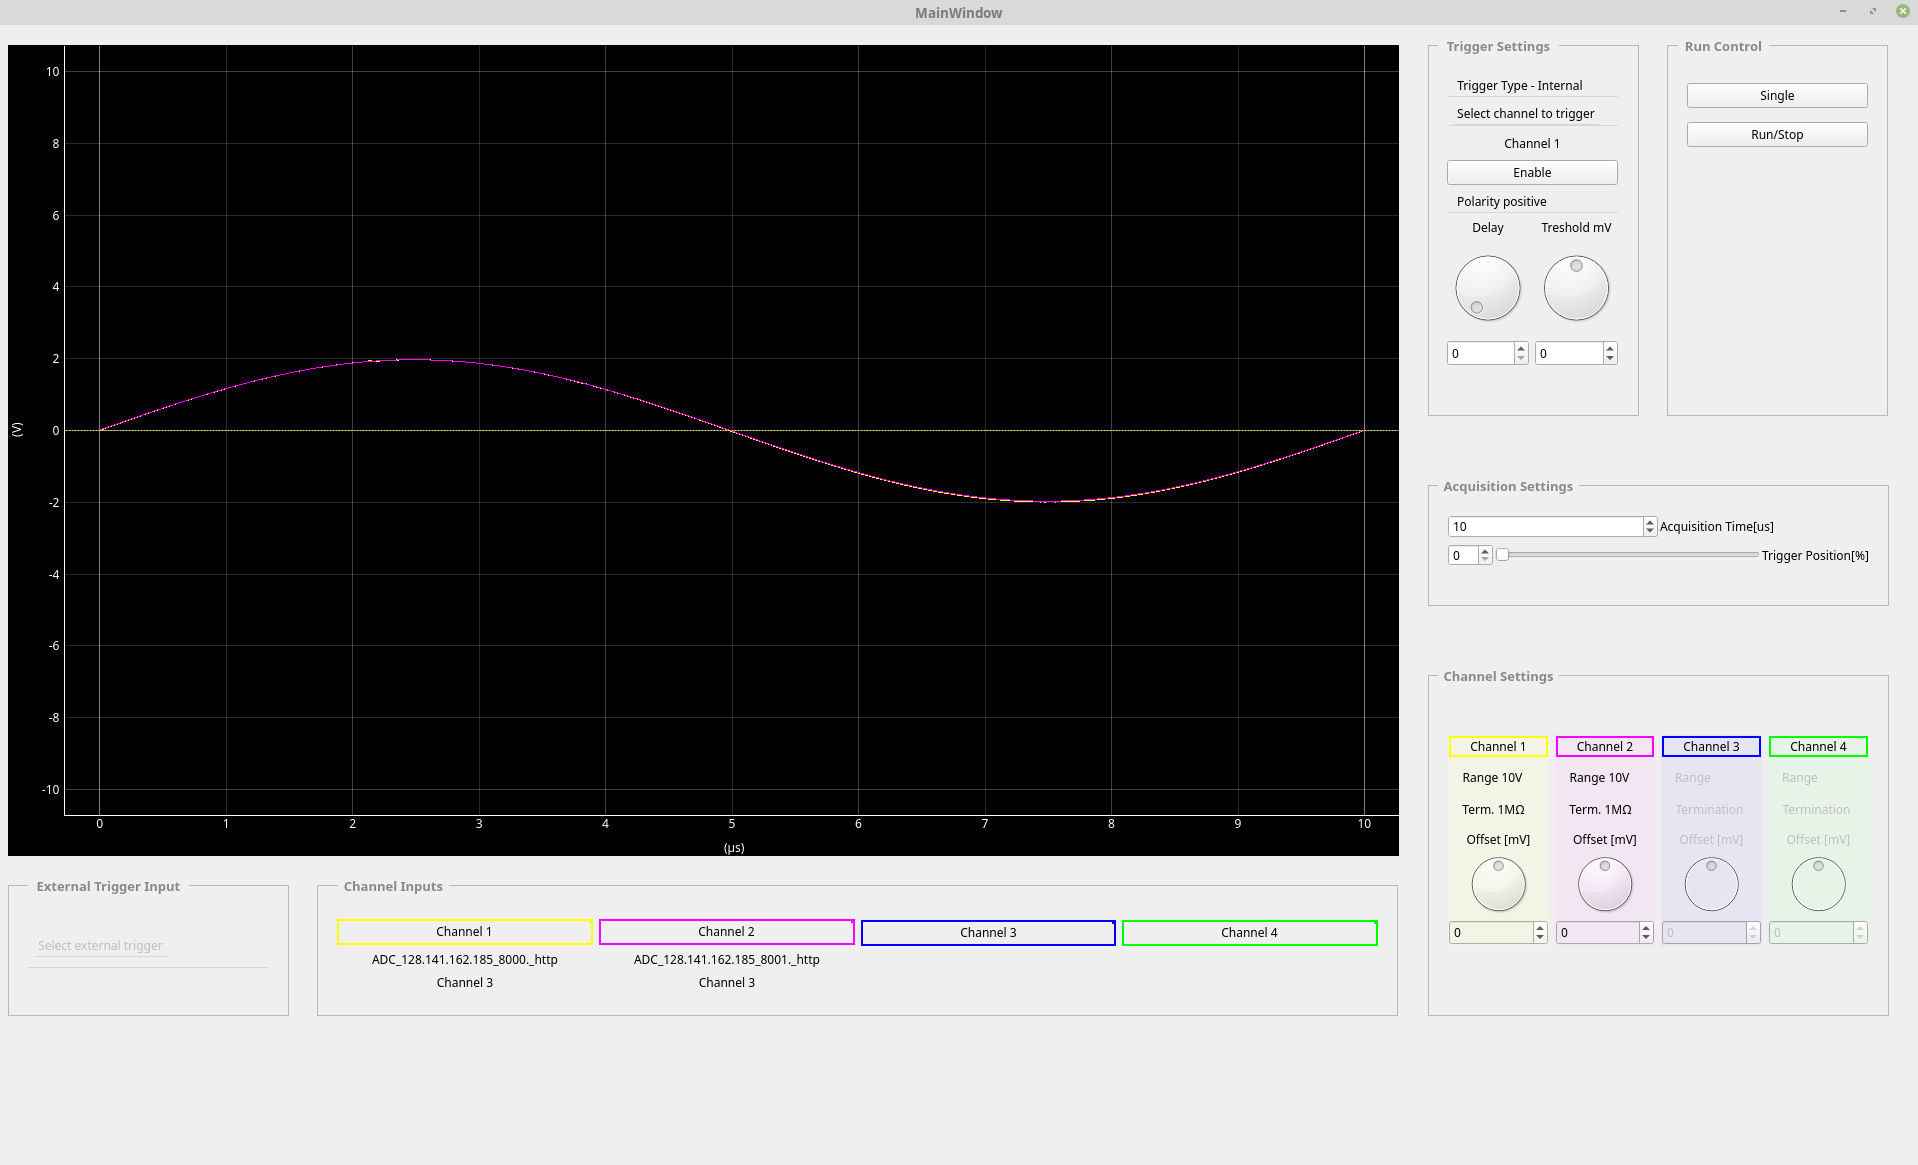 MainWindow
10
8
6
4
2
0
-2
-4
-6
-8
-10
(V)
0 1 2 3 4 5 6 7 8 9 10
(µs)
Trigger Settings
Trigger Type - Internal
Select channel to trigger
Channel 1
Enable
Polarity positive
Delay Treshold mV
0 0
Run Control
Single
Run/Stop
Acquisition Settings
10 Acquisition Time[us]
0 Trigger Position[%]
Channel Settings
Channel 1 Channel 2 Channel 3 Channel 4
Range 10V Range 10V Range Range
Term. 1MΩ Term. 1MΩ Termination Termination
Offset [mV] Offset [mV] Offset [mV] Offset [mV]
0 0 0 0
External Trigger Input
Select external trigger
Channel Inputs
Channel 1 Channel 2 Channel 3 Channel 4
ADC_128.141.162.185_8000._http ADC_128.141.162.185_8001._http
Channel 3 Channel 3